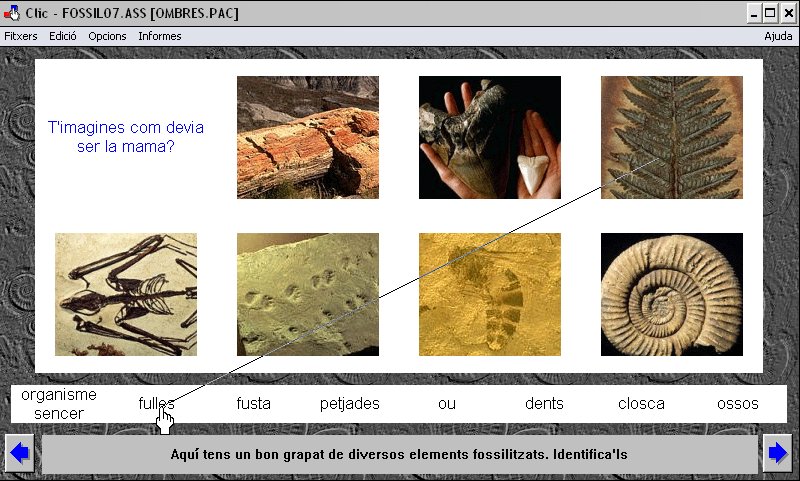 Clic - FOSSIL07.ASS [OMBRES.PAC]
Fitxers Edició Opcions Informes Ajuda
T'imagines com devia
ser la mama?
organisme
sencer
fulles
fusta
petjades
ou
dents
closca
ossos
Aquí tens un bon grapat de diversos elements fossilitzats. Identifica'ls